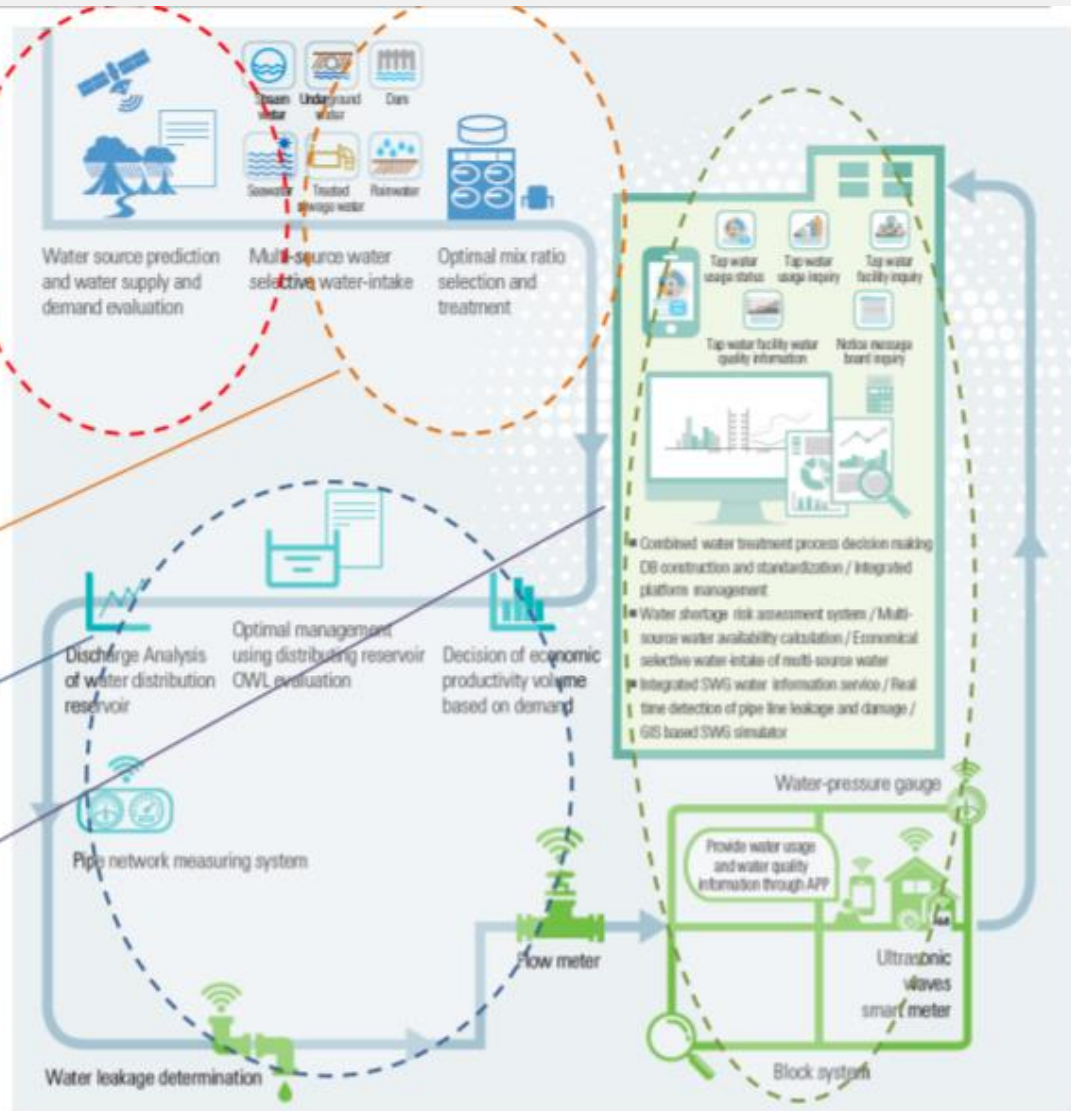 Stream
water
Underground
water
Dam
Seawater
Treated
sewage water
Rainwater
Water source prediction
and water supply and
demand evaluation
Multi-source water
selective water-intake
Optimal mix ratio
selection and
treatment
Tap water
usage status
Tap water
usage inquiry
Tap water
facility inquiry
Tap water facility water
quality information
Notice message
board inquiry
Combined water treatment process decision making
DB construction and standardization / Integrated
platform management
Water shortage risk assessment system / Multi-
source water availability calculation / Economical
selective water-intake of multi-source water
Integrated SWG water information service / Real
time detection of pipe line leakage and damage /
GIS based SWG simulator
Discharge Analysis
of water distribution
reservoir
Optimal management
using distributing reservoir
OWL evaluation
Decision of economic
productivity volume
based on demand
Pipe network measuring system
Water-pressure gauge
Provide water usage
and water quality
information through APP
Flow meter
Ultrasonic
waves
smart meter
Water leakage determination
Block system